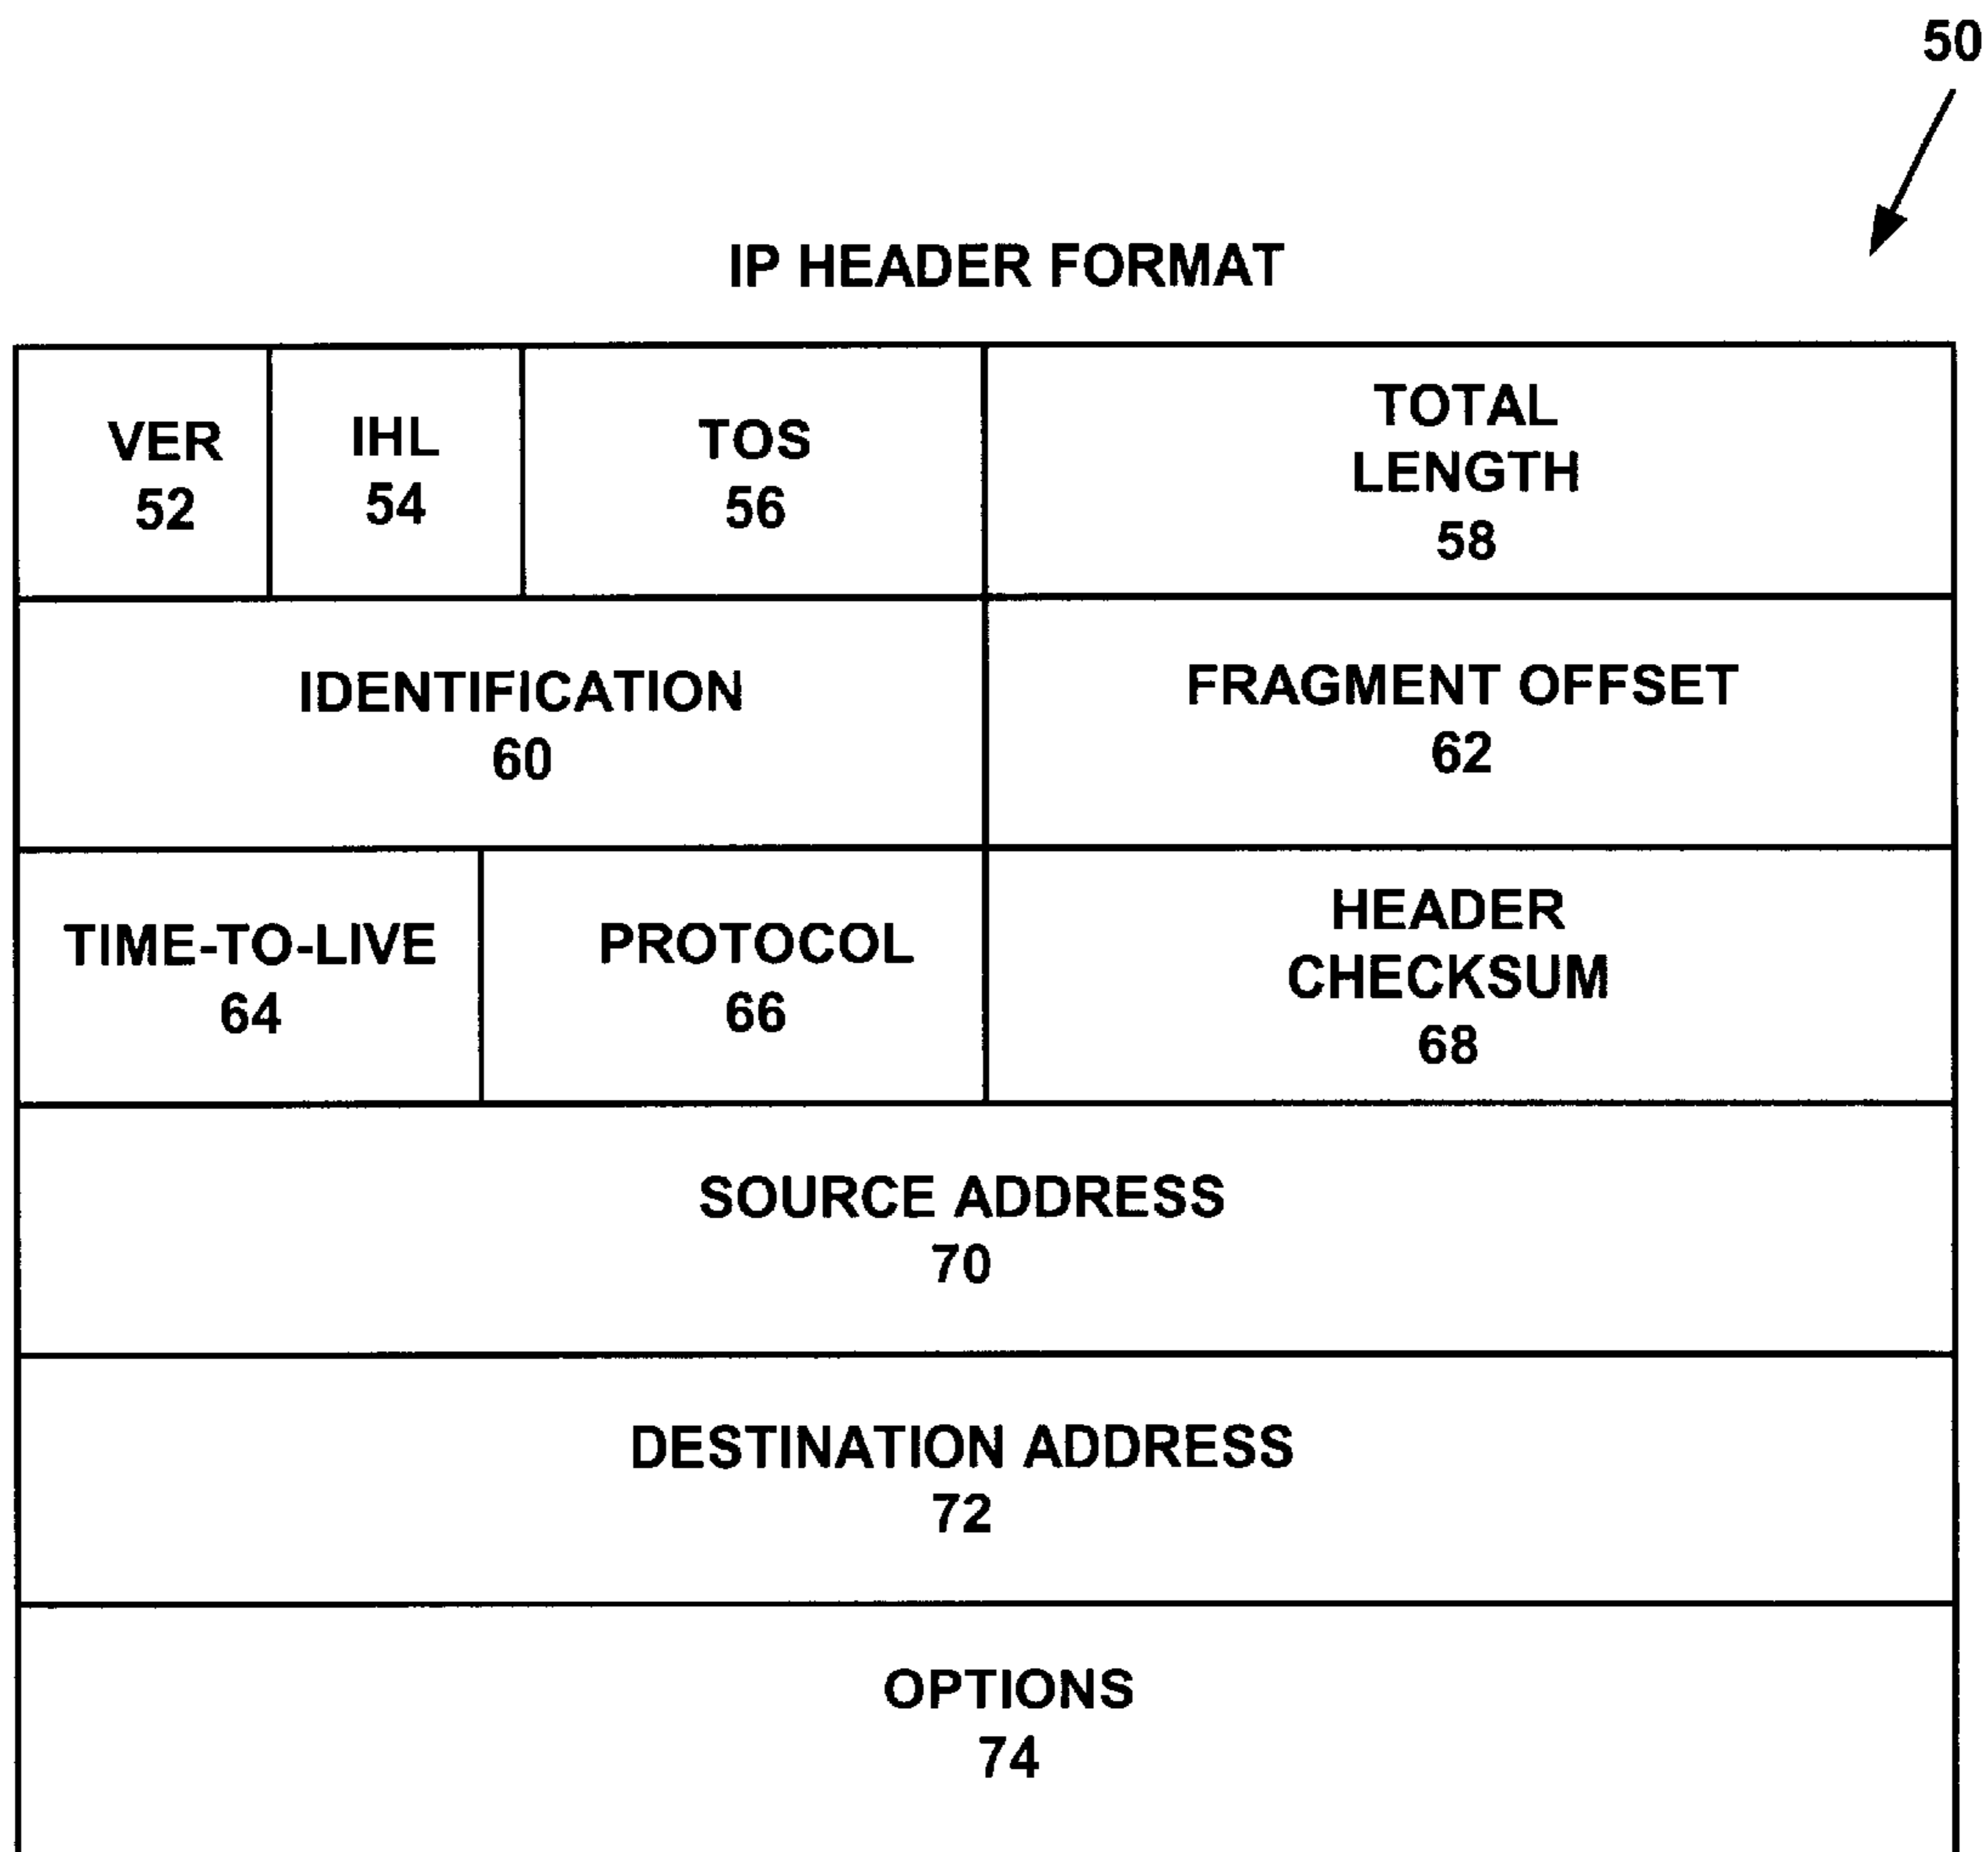 50
IP HEADER FORMAT
VER
52
IHL
54
TOS
56
TOTAL
LENGTH
58
IDENTIFICATION
60
FRAGMENT OFFSET
62
TIME-TO-LIVE
64
PROTOCOL
66
HEADER
CHECKSUM
68
SOURCE ADDRESS
70
DESTINATION ADDRESS
72
OPTIONS
74